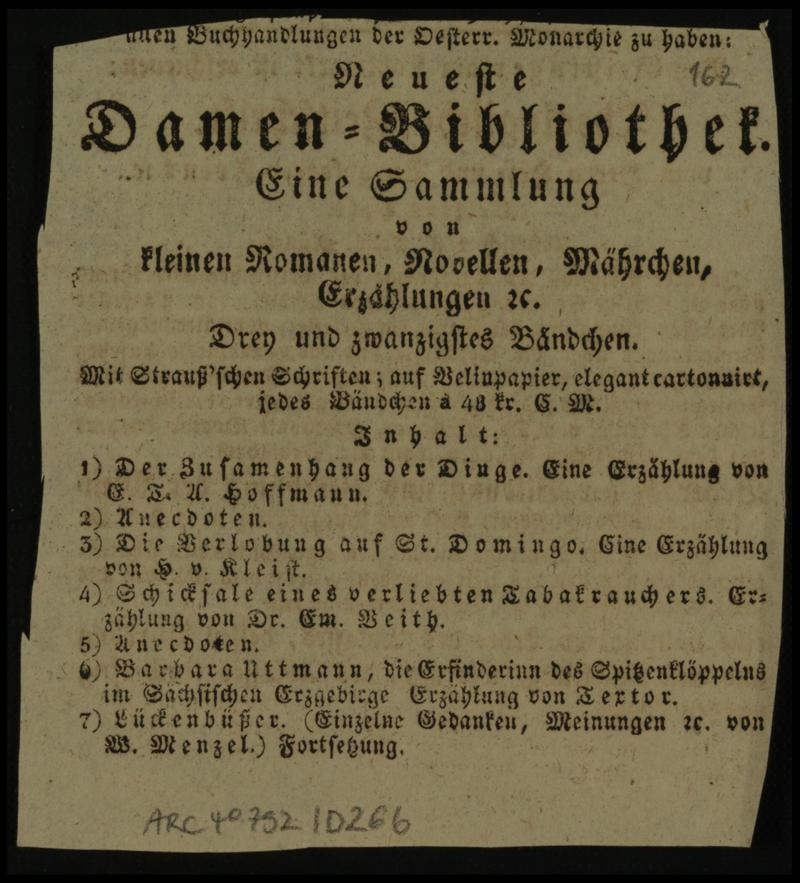 allen Buchhandlungen der Oesterr. Monarchie zu haben:
162
Neueste
Damen-Bibliothek.
Eine Sammlung
von
kleinen Romanen, Novellen, Mährchen,
Erzählungen ꝛc.
Drey und zwanzigstes Bändchen.
Mit Strauß'schen Schriften; auf Velinpapier, elegant cartonnirt,
jedes Bändchen à 48 kr. C. M.
Inhalt:
1) Der Zusamenhang der Dinge. Eine Erzählung von
E. T. A. Hoffmann.
2) Anecdoten.
3) Die Verlobung auf St. Domingo. Eine Erzählung
von H. v. Kleist.
4) Schicksale eines verliebten Tabakrauchers. Er-
zählung von Dr. Em. Veith.
5) Anecdoten.
6) Barbara Uttmann, die Erfinderinn des Spitzenklöppelns
im Sächsischen Erzgebirge Erzählung von Textor.
7) Lückenbüßer. (Einzelne Gedanken, Meinungen ꝛc. von
W. Menzel.) Fortsetzung.
ARC 40792 ID266